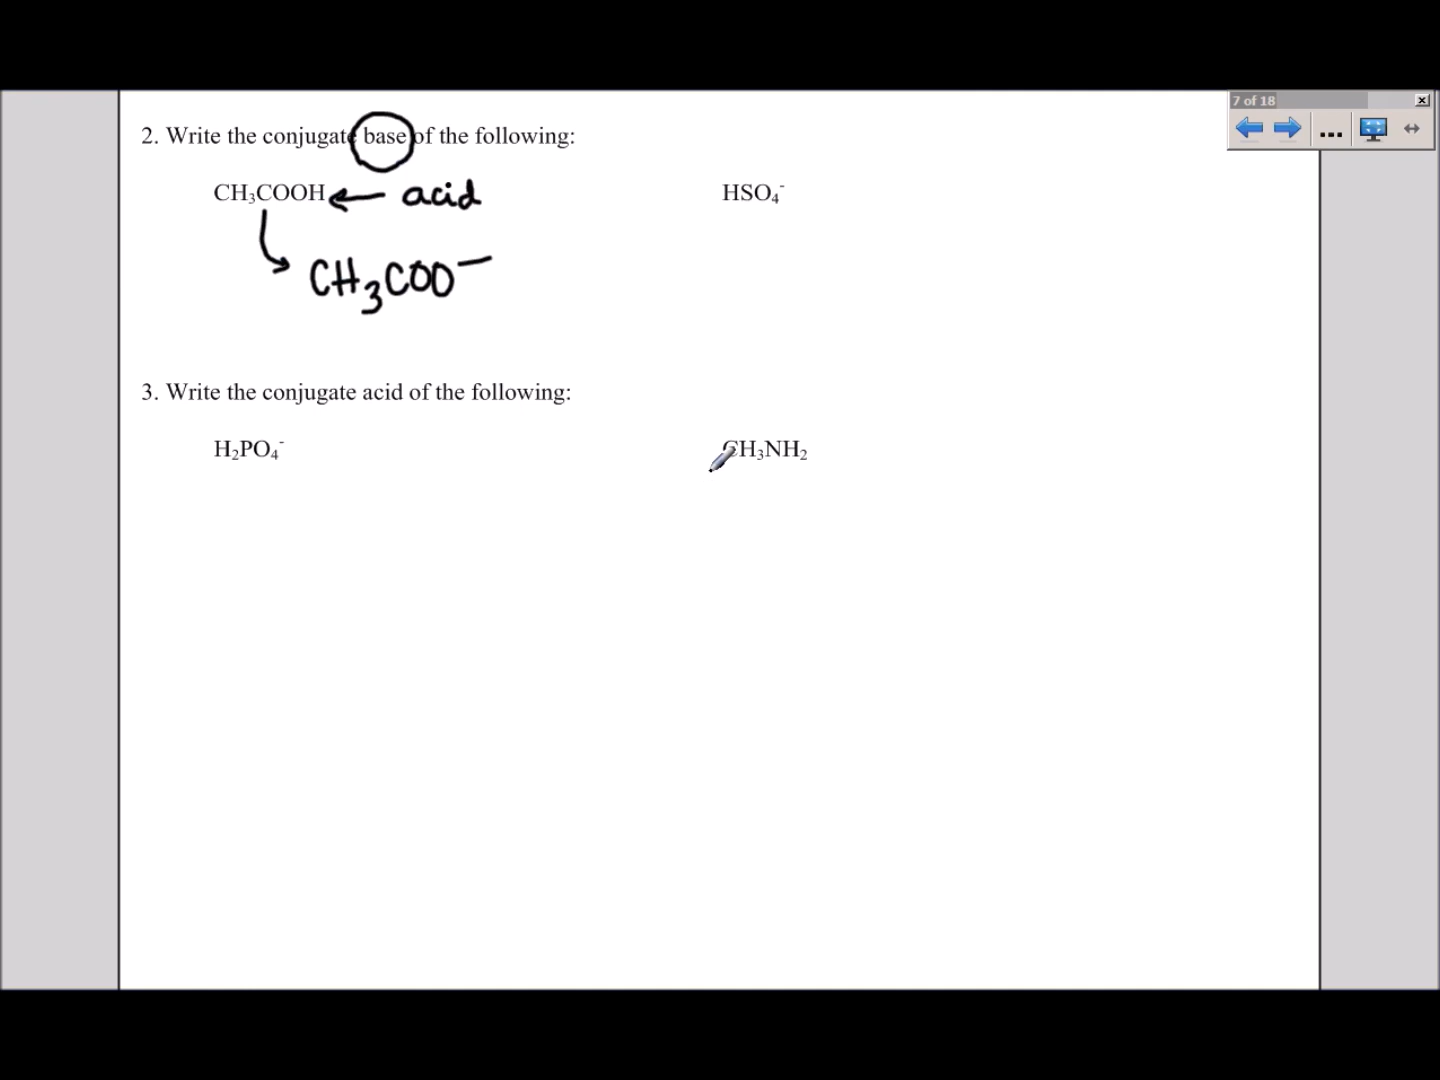 7 of 18
2. Write the conjugate base of the following:
CH₃COOH ← acid
HSO₄⁻
CH₃COO⁻
3. Write the conjugate acid of the following:
H₂PO₄⁻
CH₃NH₂